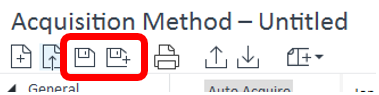 Acquisition Method – Untitled
General
Auto Acquire